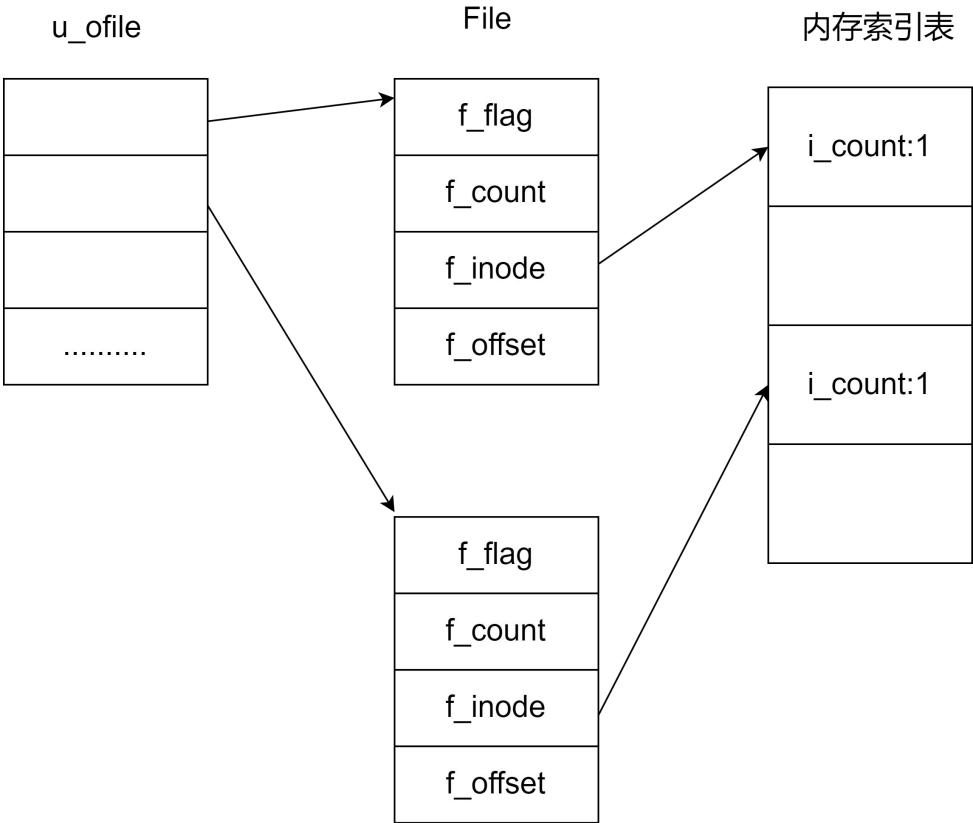 u_ofile
File
内存索引表
f_flag
f_count
f_inode
f_offset
..........
i_count:1
i_count:1
f_flag
f_count
f_inode
f_offset